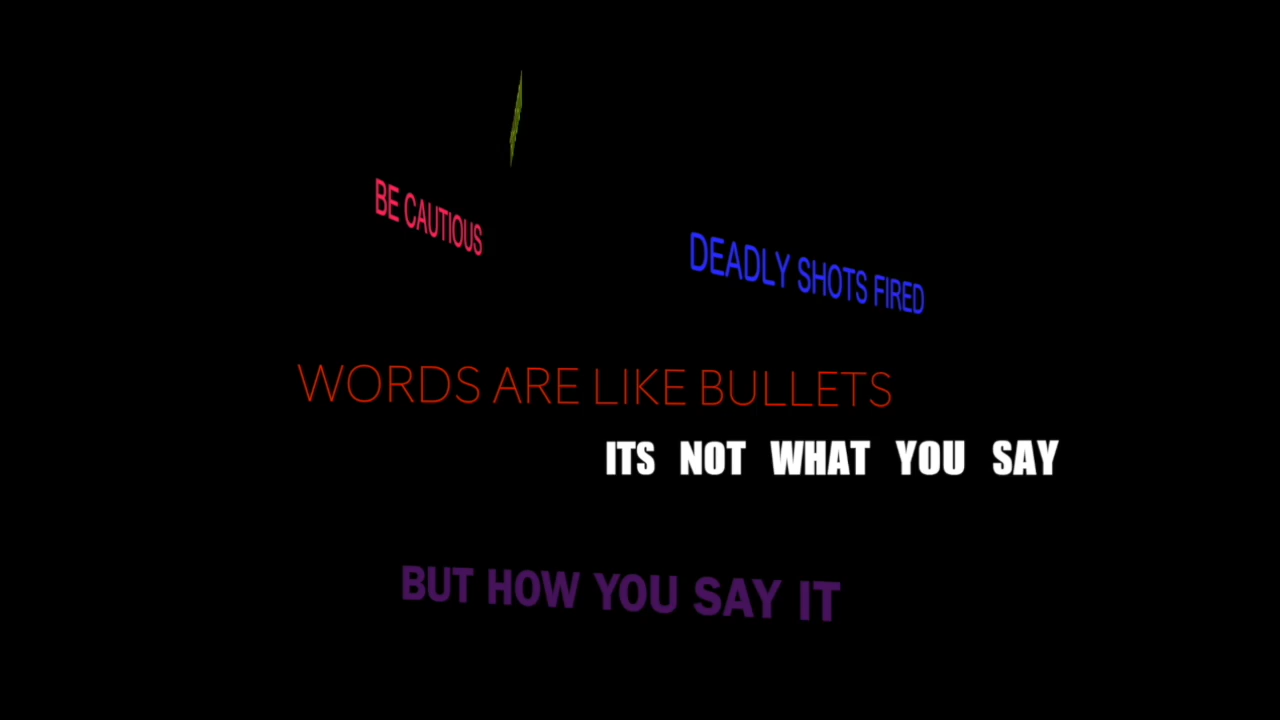 BE CAUTIOUS
DEADLY SHOTS FIRED
WORDS ARE LIKE BULLETS
ITS NOT WHAT YOU SAY
BUT HOW YOU SAY IT